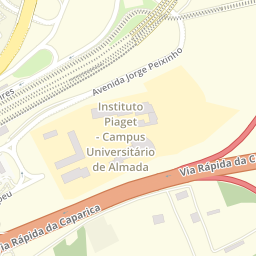 Avenida Jorge Peixinho
Instituto
Piaget
- Campus
Universitário
de Almada
Via Rápida da C
Via Rápida da Caparica